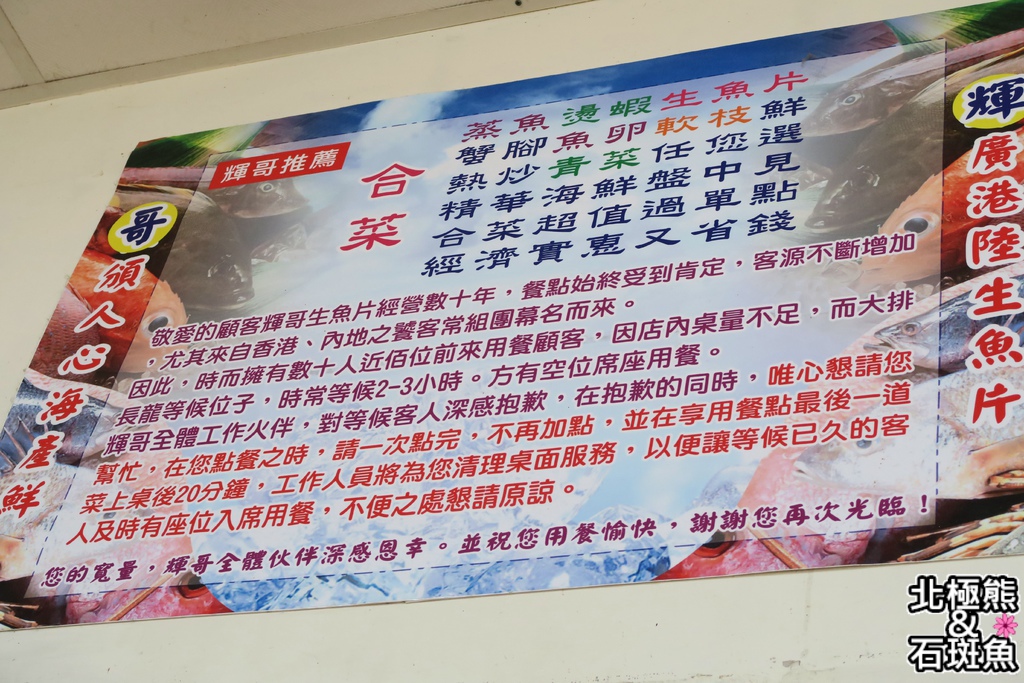 輝哥推薦
合菜
蒸魚燙蝦生魚片
蟹腳魚卵軟枝鮮
熱炒青菜任您選
精華海鮮盤中見
合菜超值過單點
經濟實惠又省錢
敬愛的顧客輝哥生魚片經營數十年，餐點始終受到肯定，客源不斷增加
，尤其來自香港、內地之饕客常組團幕名而來。
因此，時而擁有數十人近佰位前來用餐顧客，因店內桌量不足，而大排
長龍等候位子，時常等候2-3小時。方有空位席座用餐。
輝哥全體工作火伴，對等候客人深感抱歉，在抱歉的同時，唯心懇請您
幫忙，在您點餐之時，請一次點完，不再加點，並在享用餐點最後一道
菜上桌後20分鐘，工作人員將為您清理桌面服務，以便讓等候已久的客
人及時有座位入席用餐，不便之處懇請原諒。
您的寬量，輝哥全體伙伴深感恩幸。並祝您用餐愉快，謝謝您再次光臨！
輝
廣港陸生魚片
哥
頒人心海產鮮
北極熊
&
石斑魚